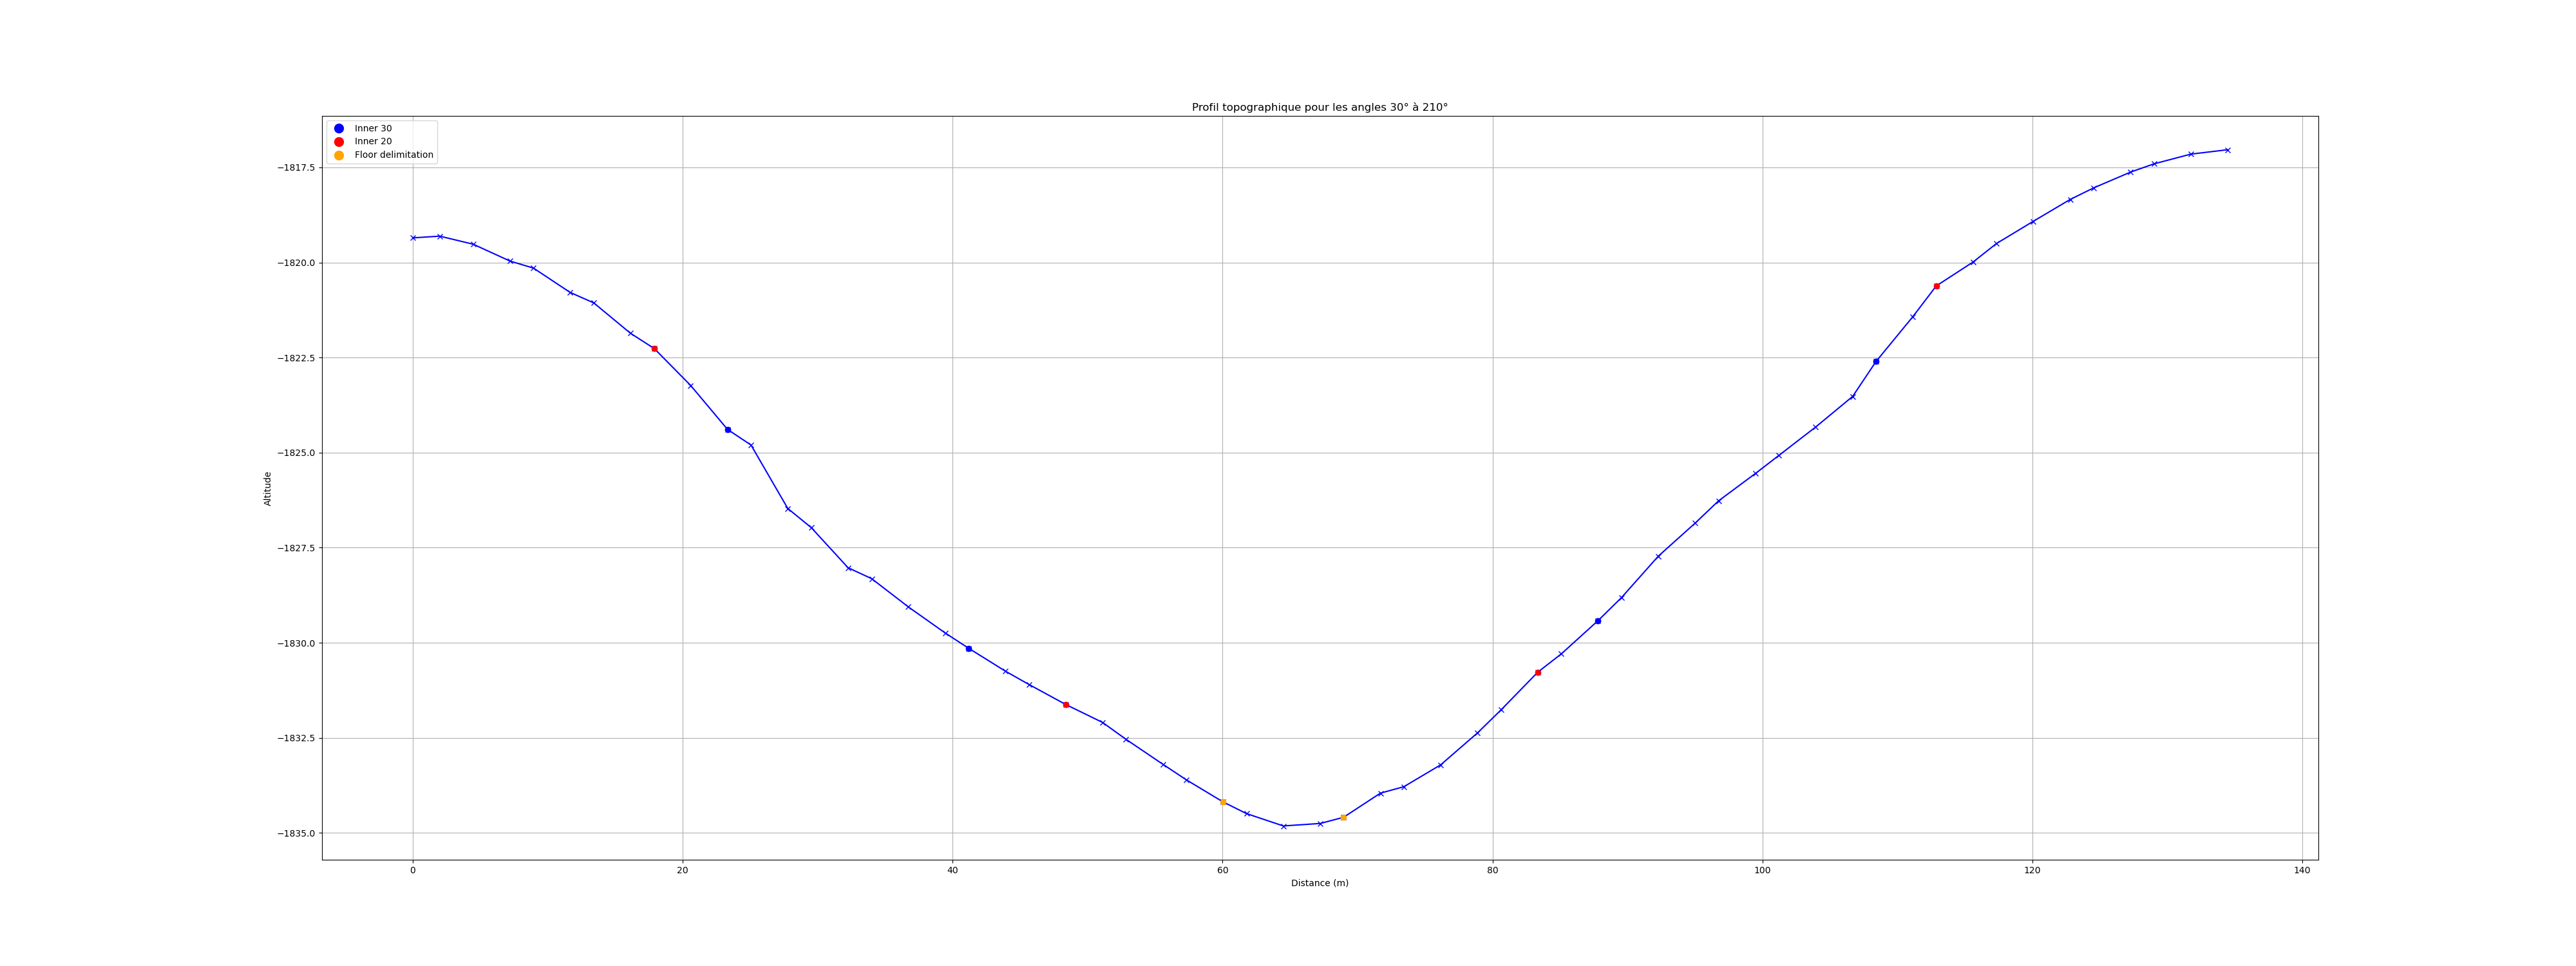 Profil topographique pour les angles 30° à 210°
Inner 30
Inner 20
Floor delimitation
−1817.5
−1820.0
−1822.5
−1825.0
−1827.5
−1830.0
−1832.5
−1835.0
Altitude
0 20 40 60 80 100 120 140
Distance (m)